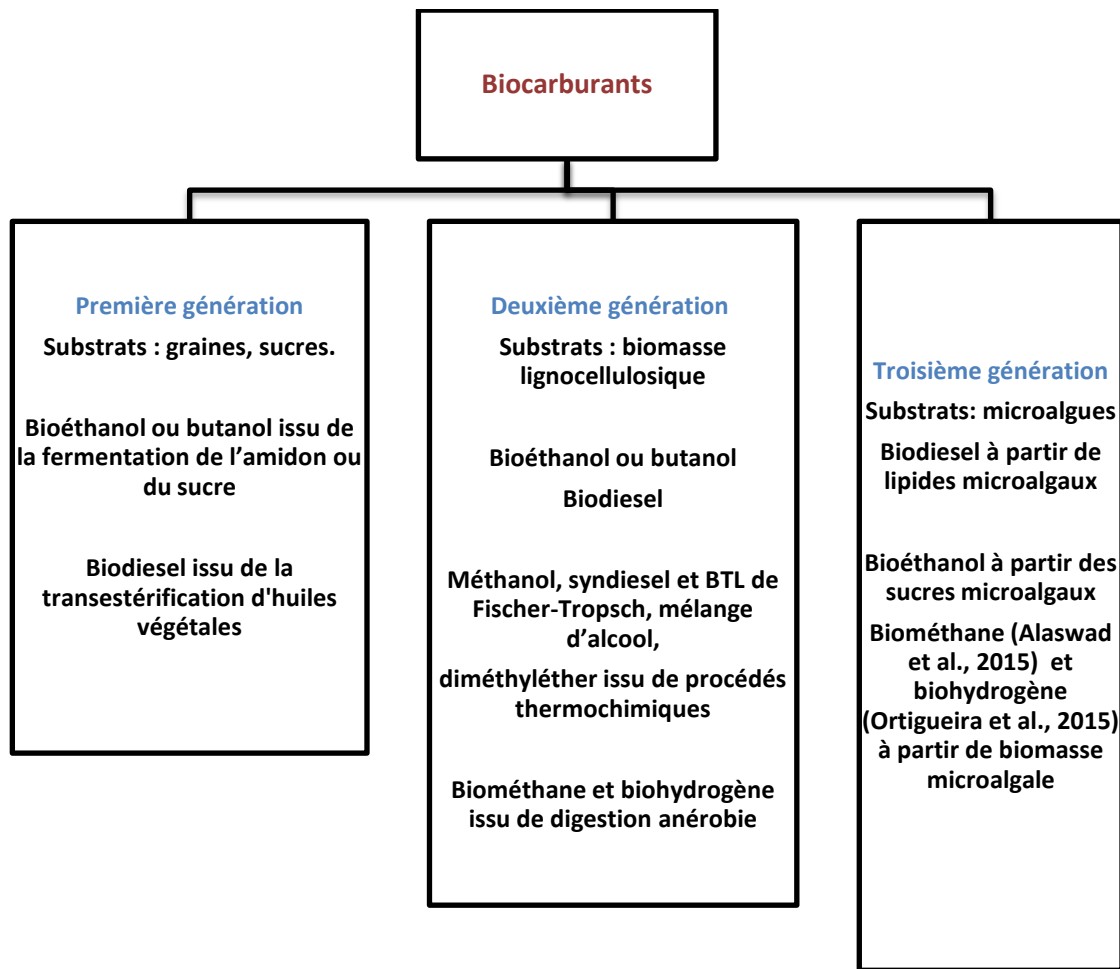 Biocarburants
Première génération
Substrats : graines, sucres.
Bioéthanol ou butanol issu de
la fermentation de l'amidon ou
du sucre
Biodiesel issu de la
transestérification d'huiles
végétales
Deuxième génération
Substrats : biomasse
lignocellulosique
Bioéthanol ou butanol
Biodiesel
Méthanol, syndiesel et BTL de
Fischer-Tropsch, mélange
d'alcool,
diméthyléther issu de procédés
thermochimiques
Biométhane et biohydrogène
issu de digestion anérobie
Troisième génération
Substrats: microalgues
Biodiesel à partir de
lipides microalgaux
Bioéthanol à partir des
sucres microalgaux
Biométhane (Alaswad
et al., 2015) et
biohydrogène
(Ortigueira et al., 2015)
à partir de biomasse
microalgale